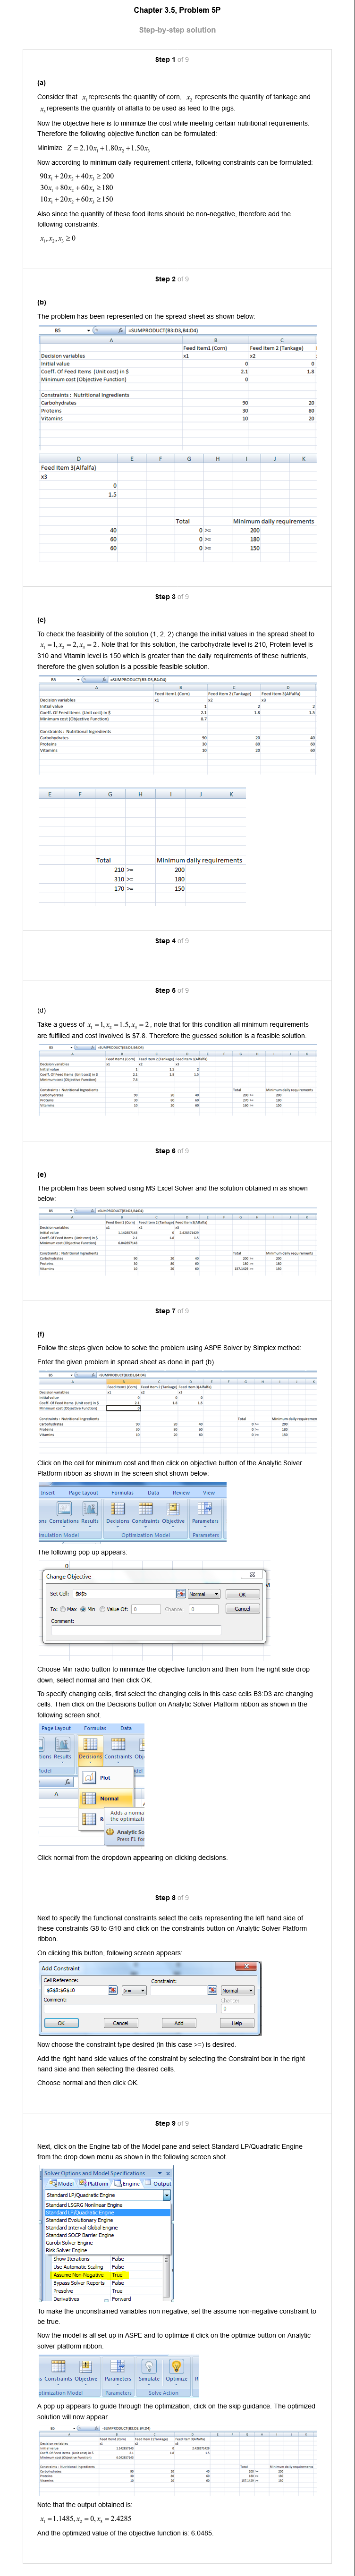 Chapter 3.5, Problem 5P
Step-by-step solution
Step 1 of 9
(a)
Consider that x₁ represents the quantity of corn, x₂ represents the quantity of tankage and
x₃ represents the quantity of alfalfa to be used as feed to the pigs.
Now the objective here is to minimize the cost while meeting certain nutritional requirements.
Therefore the following objective function can be formulated:
Minimize Z = 2.10x₁ + 1.80x₂ + 1.50x₃
Now according to minimum daily requirement criteria, following constraints can be formulated:
90x₁ + 20x₂ + 40x₃ ≥ 200
30x₁ + 80x₂ + 60x₃ ≥ 180
10x₁ + 20x₂ + 60x₃ ≥ 150
Also since the quantity of these food items should be non-negative, therefore add the
following constraints:
x₁, x₂, x₃ ≥ 0
Step 2 of 9
(b)
The problem has been represented on the spread sheet as shown below:
B5 fx =SUMPRODUCT(B3:D3,B4:D4)
A B C
Feed Item1 (Corn) Feed Item 2 (Tankage)
Decision variables x1 x2
Initial value 0 0
Coeff. Of Feed Items (Unit cost) in $ 2.1 1.8
Minimum cost (Objective Function) 0
Constraints : Nutritional Ingredients
Carbohydrates 90 20
Proteins 30 80
Vitamins 10 20
D E F G H I J K
Feed Item 3(Alfalfa)
x3
0
1.5
Total Minimum daily requirements
40 0 >= 200
60 0 >= 180
60 0 >= 150
Step 3 of 9
(c)
To check the feasibility of the solution (1, 2, 2) change the initial values in the spread sheet to
x₁ = 1, x₂ = 2, x₃ = 2 . Note that for this solution, the carbohydrate level is 210, Protein level is
310 and Vitamin level is 150 which is greater than the daily requirements of these nutrients,
therefore the given solution is a possible feasible solution.
B5 fx =SUMPRODUCT(B3:D3,B4:D4)
A B C D
Feed Item1 (Corn) Feed Item 2 (Tankage) Feed Item 3(Alfalfa)
Decision variables x1 x2 x3
Initial value 1 2 2
Coeff. Of Feed Items (Unit cost) in $ 2.1 1.8 1.5
Minimum cost (Objective Function) 8.7
Constraints : Nutritional Ingredients
Carbohydrates 90 20 40
Proteins 30 80 60
Vitamins 10 20 60
E F G H I J K
Total Minimum daily requirements
210 >= 200
310 >= 180
170 >= 150
Step 4 of 9
Step 5 of 9
(d)
Take a guess of x₁ = 1, x₂ = 1.5, x₃ = 2 , note that for this condition all minimum requirements
are fulfilled and cost involved is $7.8. Therefore the guessed solution is a feasible solution.
Step 6 of 9
(e)
The problem has been solved using MS Excel Solver and the solution obtained in as shown
below:
Step 7 of 9
(f)
Follow the steps given below to solve the problem using ASPE Solver by Simplex method:
Enter the given problem in spread sheet as done in part (b).
Click on the cell for minimum cost and then click on objective button of the Analytic Solver
Platform ribbon as shown in the screen shot shown below:
Insert Page Layout Formulas Data Review View
Correlations Results Decisions Constraints Objective Parameters
Optimization Model Parameters
The following pop up appears:
0
Change Objective
Set Cell: $B$5 Normal OK
To: Max Min Value Of: 0 Chance: 0 Cancel
Comment:
Choose Min radio button to minimize the objective function and then from the right side drop
down, select normal and then click OK.
To specify changing cells, first select the changing cells in this case cells B3:D3 are changing
cells. Then click on the Decisions button on Analytic Solver Platform ribbon as shown in the
following screen shot.
Page Layout Formulas Data
Results Decisions Constraints Obj
fx
A
Plot
Normal
Adds a norma
the optimizati
Analytic So
Press F1 for
Click normal from the dropdown appearing on clicking decisions.
Step 8 of 9
Next to specify the functional constraints select the cells representing the left hand side of
these constraints G8 to G10 and click on the constraints button on Analytic Solver Platform
ribbon.
On clicking this button, following screen appears:
Add Constraint
Cell Reference: Constraint:
$G$8:$G$10 >= Normal
Comment: Chance:
0
OK Cancel Add Help
Now choose the constraint type desired (in this case >=) is desired.
Add the right hand side values of the constraint by selecting the Constraint box in the right
hand side and then selecting the desired cells.
Choose normal and then click OK.
Step 9 of 9
Next, click on the Engine tab of the Model pane and select Standard LP/Quadratic Engine
from the drop down menu as shown in the following screen shot.
Solver Options and Model Specifications
Model Platform Engine Output
Standard LP/Quadratic Engine
Standard LSGRG Nonlinear Engine
Standard LP/Quadratic Engine
Standard Evolutionary Engine
Standard Interval Global Engine
Standard SOCP Barrier Engine
Gurobi Solver Engine
Risk Solver Engine
Show Iterations False
Use Automatic Scaling False
Assume Non-Negative True
Bypass Solver Reports False
Presolve True
Derivatives Forward
To make the unconstrained variables non negative, set the assume non-negative constraint to
be true.
Now the model is all set up in ASPE and to optimize it click on the optimize button on Analytic
solver platform ribbon.
Constraints Objective Parameters Simulate Optimize
Parameters Solve Action
A pop up appears to guide through the optimization, click on the skip guidance. The optimized
solution will now appear.
Note that the output obtained is:
x₁ = 1.1485, x₂ = 0, x₃ = 2.4285
And the optimized value of the objective function is: 6.0485.